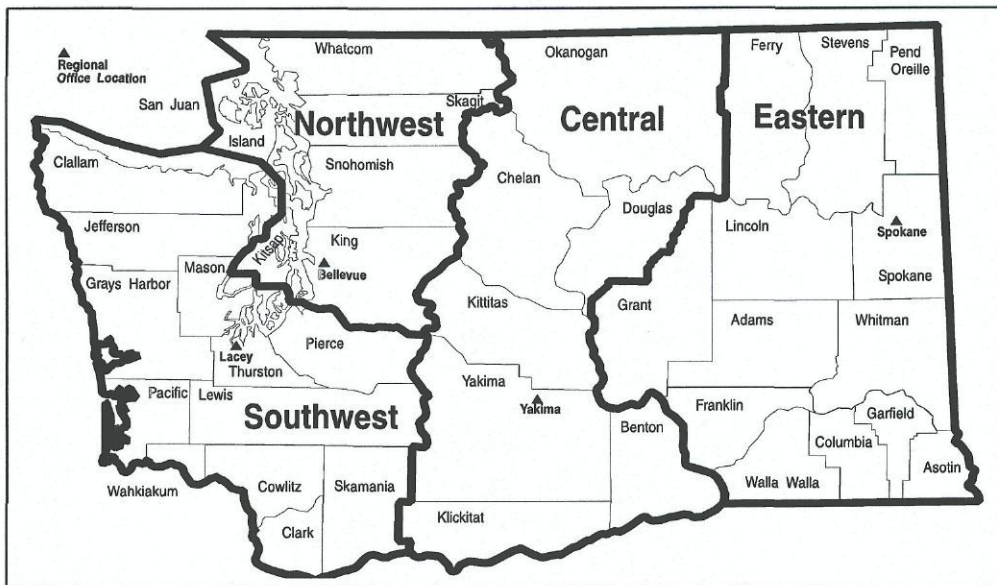 Regional
Office Location
Whatcom
Okanogan
Ferry
Stevens
Pend
Oreille
San Juan
Skagit
Northwest
Central
Eastern
Island
Clallam
Snohomish
Chelan
Douglas
Jefferson
Lincoln
Spokane
Kitsap
King
Bellevue
Mason
Spokane
Grays Harbor
Kittitas
Grant
Adams
Whitman
Pierce
Lacey
Thurston
Yakima
Pacific
Lewis
Yakima
Franklin
Garfield
Southwest
Benton
Columbia
Asotin
Wahkiakum
Cowlitz
Skamania
Walla Walla
Klickitat
Clark